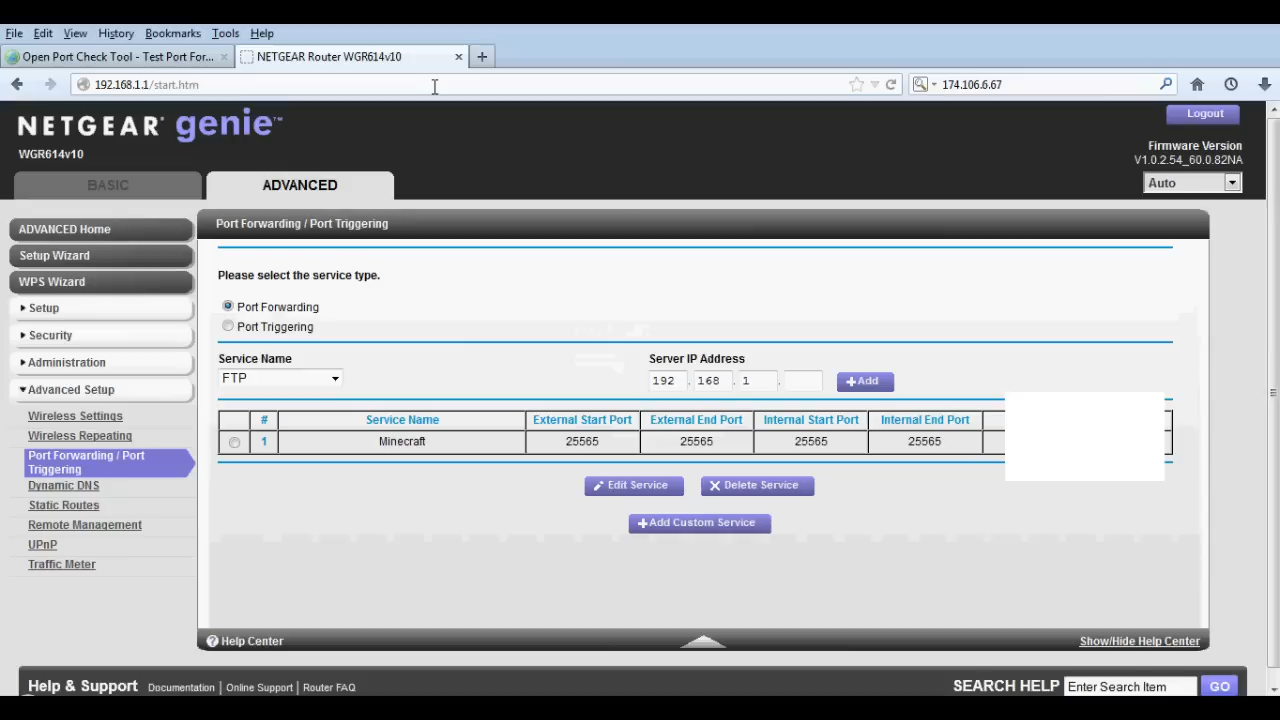 File Edit View History Bookmarks Tools Help
Open Port Check Tool - Test Port For... × NETGEAR Router WGR614v10 × +
192.168.1.1/start.htm 174.106.6.67
NETGEAR® genie™ Logout
WGR614v10 Firmware Version
V1.0.2.54_60.0.82NA
BASIC ADVANCED Auto
ADVANCED Home
Setup Wizard
WPS Wizard
Setup
Security
Administration
Advanced Setup
Wireless Settings
Wireless Repeating
Port Forwarding / Port
Triggering
Dynamic DNS
Static Routes
Remote Management
UPnP
Traffic Meter
Port Forwarding / Port Triggering
Please select the service type.
Port Forwarding
Port Triggering
Service Name Server IP Address
FTP 192 . 168 . 1 . +Add
# Service Name External Start Port External End Port Internal Start Port Internal End Port
1 Minecraft 25565 25565 25565 25565
Edit Service Delete Service
+Add Custom Service
? Help Center Show/Hide Help Center
Help & Support Documentation | Online Support | Router FAQ SEARCH HELP Enter Search Item GO